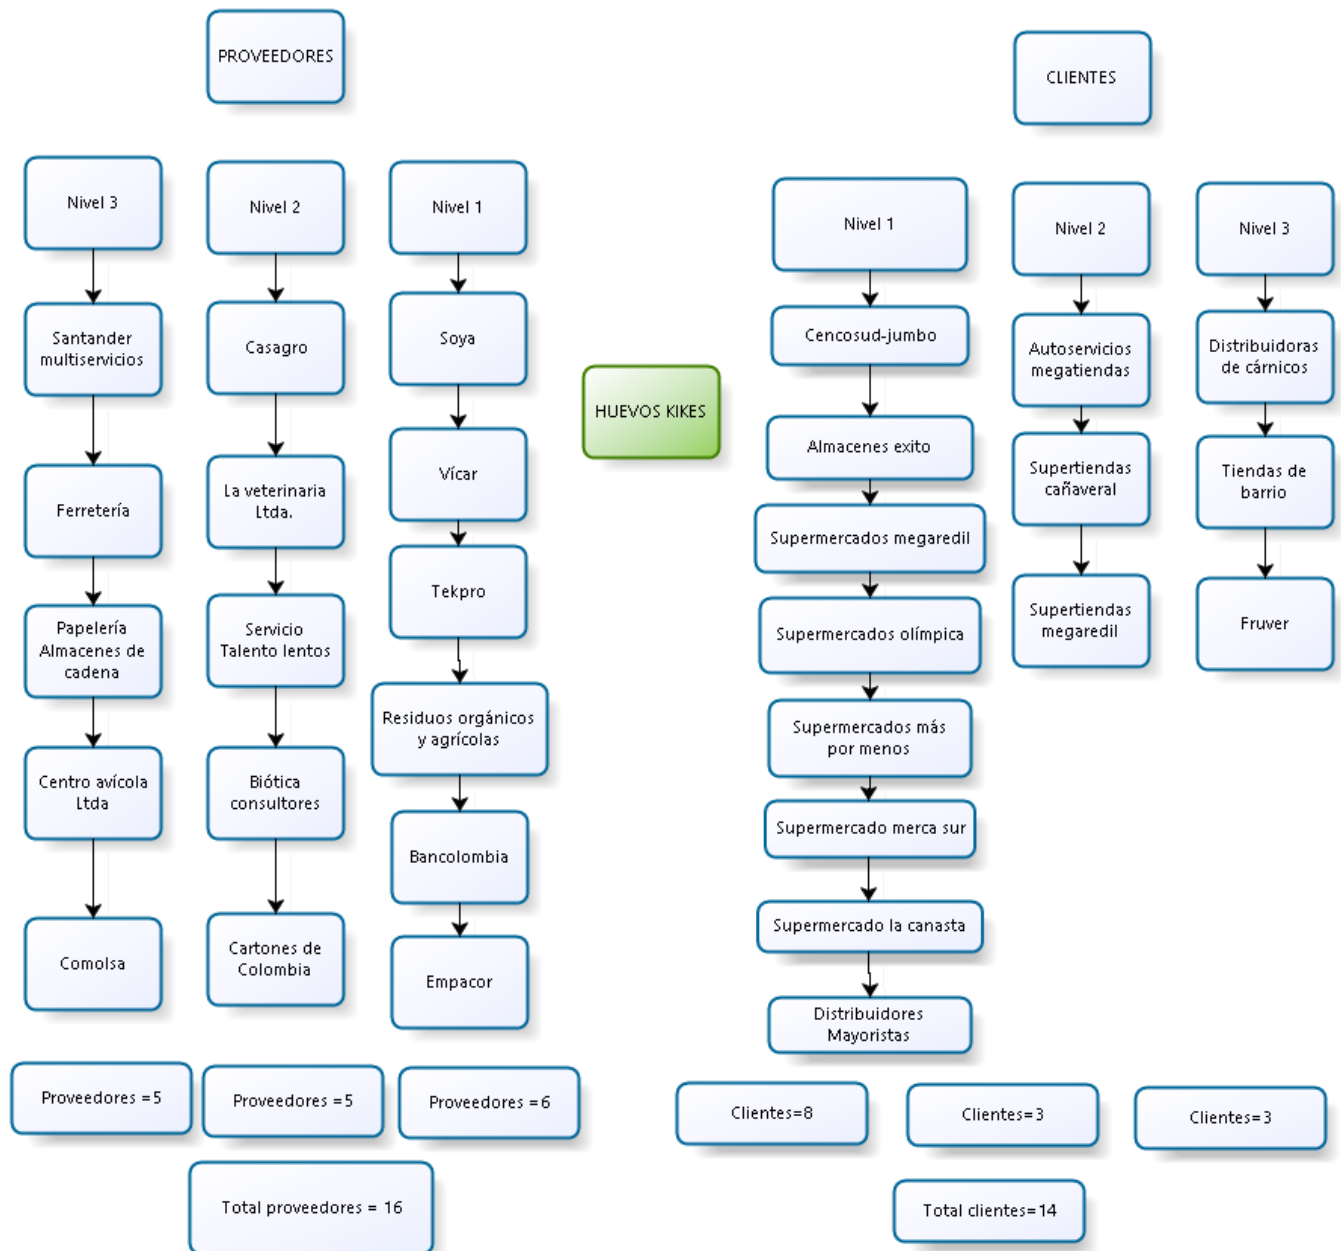 PROVEEDORES
Nivel 3
Santander
multiservicios
Ferretería
Papelería
Almacenes de
cadena
Centro avícola
Ltda
Comolsa
Proveedores =5
Nivel 2
Casagro
La veterinaria
Ltda.
Servicio
Talento lentos
Biótica
consultores
Cartones de
Colombia
Proveedores =5
Nivel 1
Soya
Vícar
Tekpro
Residuos orgánicos
y agrícolas
Bancolombia
Empacor
Proveedores =6
Total proveedores = 16
HUEVOS KIKES
CLIENTES
Nivel 1
Cencosud-jumbo
Almacenes exito
Supermercados megaredil
Supermercados olímpica
Supermercados más
por menos
Supermercado merca sur
Supermercado la canasta
Distribuidores
Mayoristas
Clientes=8
Nivel 2
Autoservicios
megatiendas
Supertiendas
cañaveral
Supertiendas
megaredil
Clientes=3
Nivel 3
Distribuidoras
de cárnicos
Tiendas de
barrio
Fruver
Clientes=3
Total clientes=14